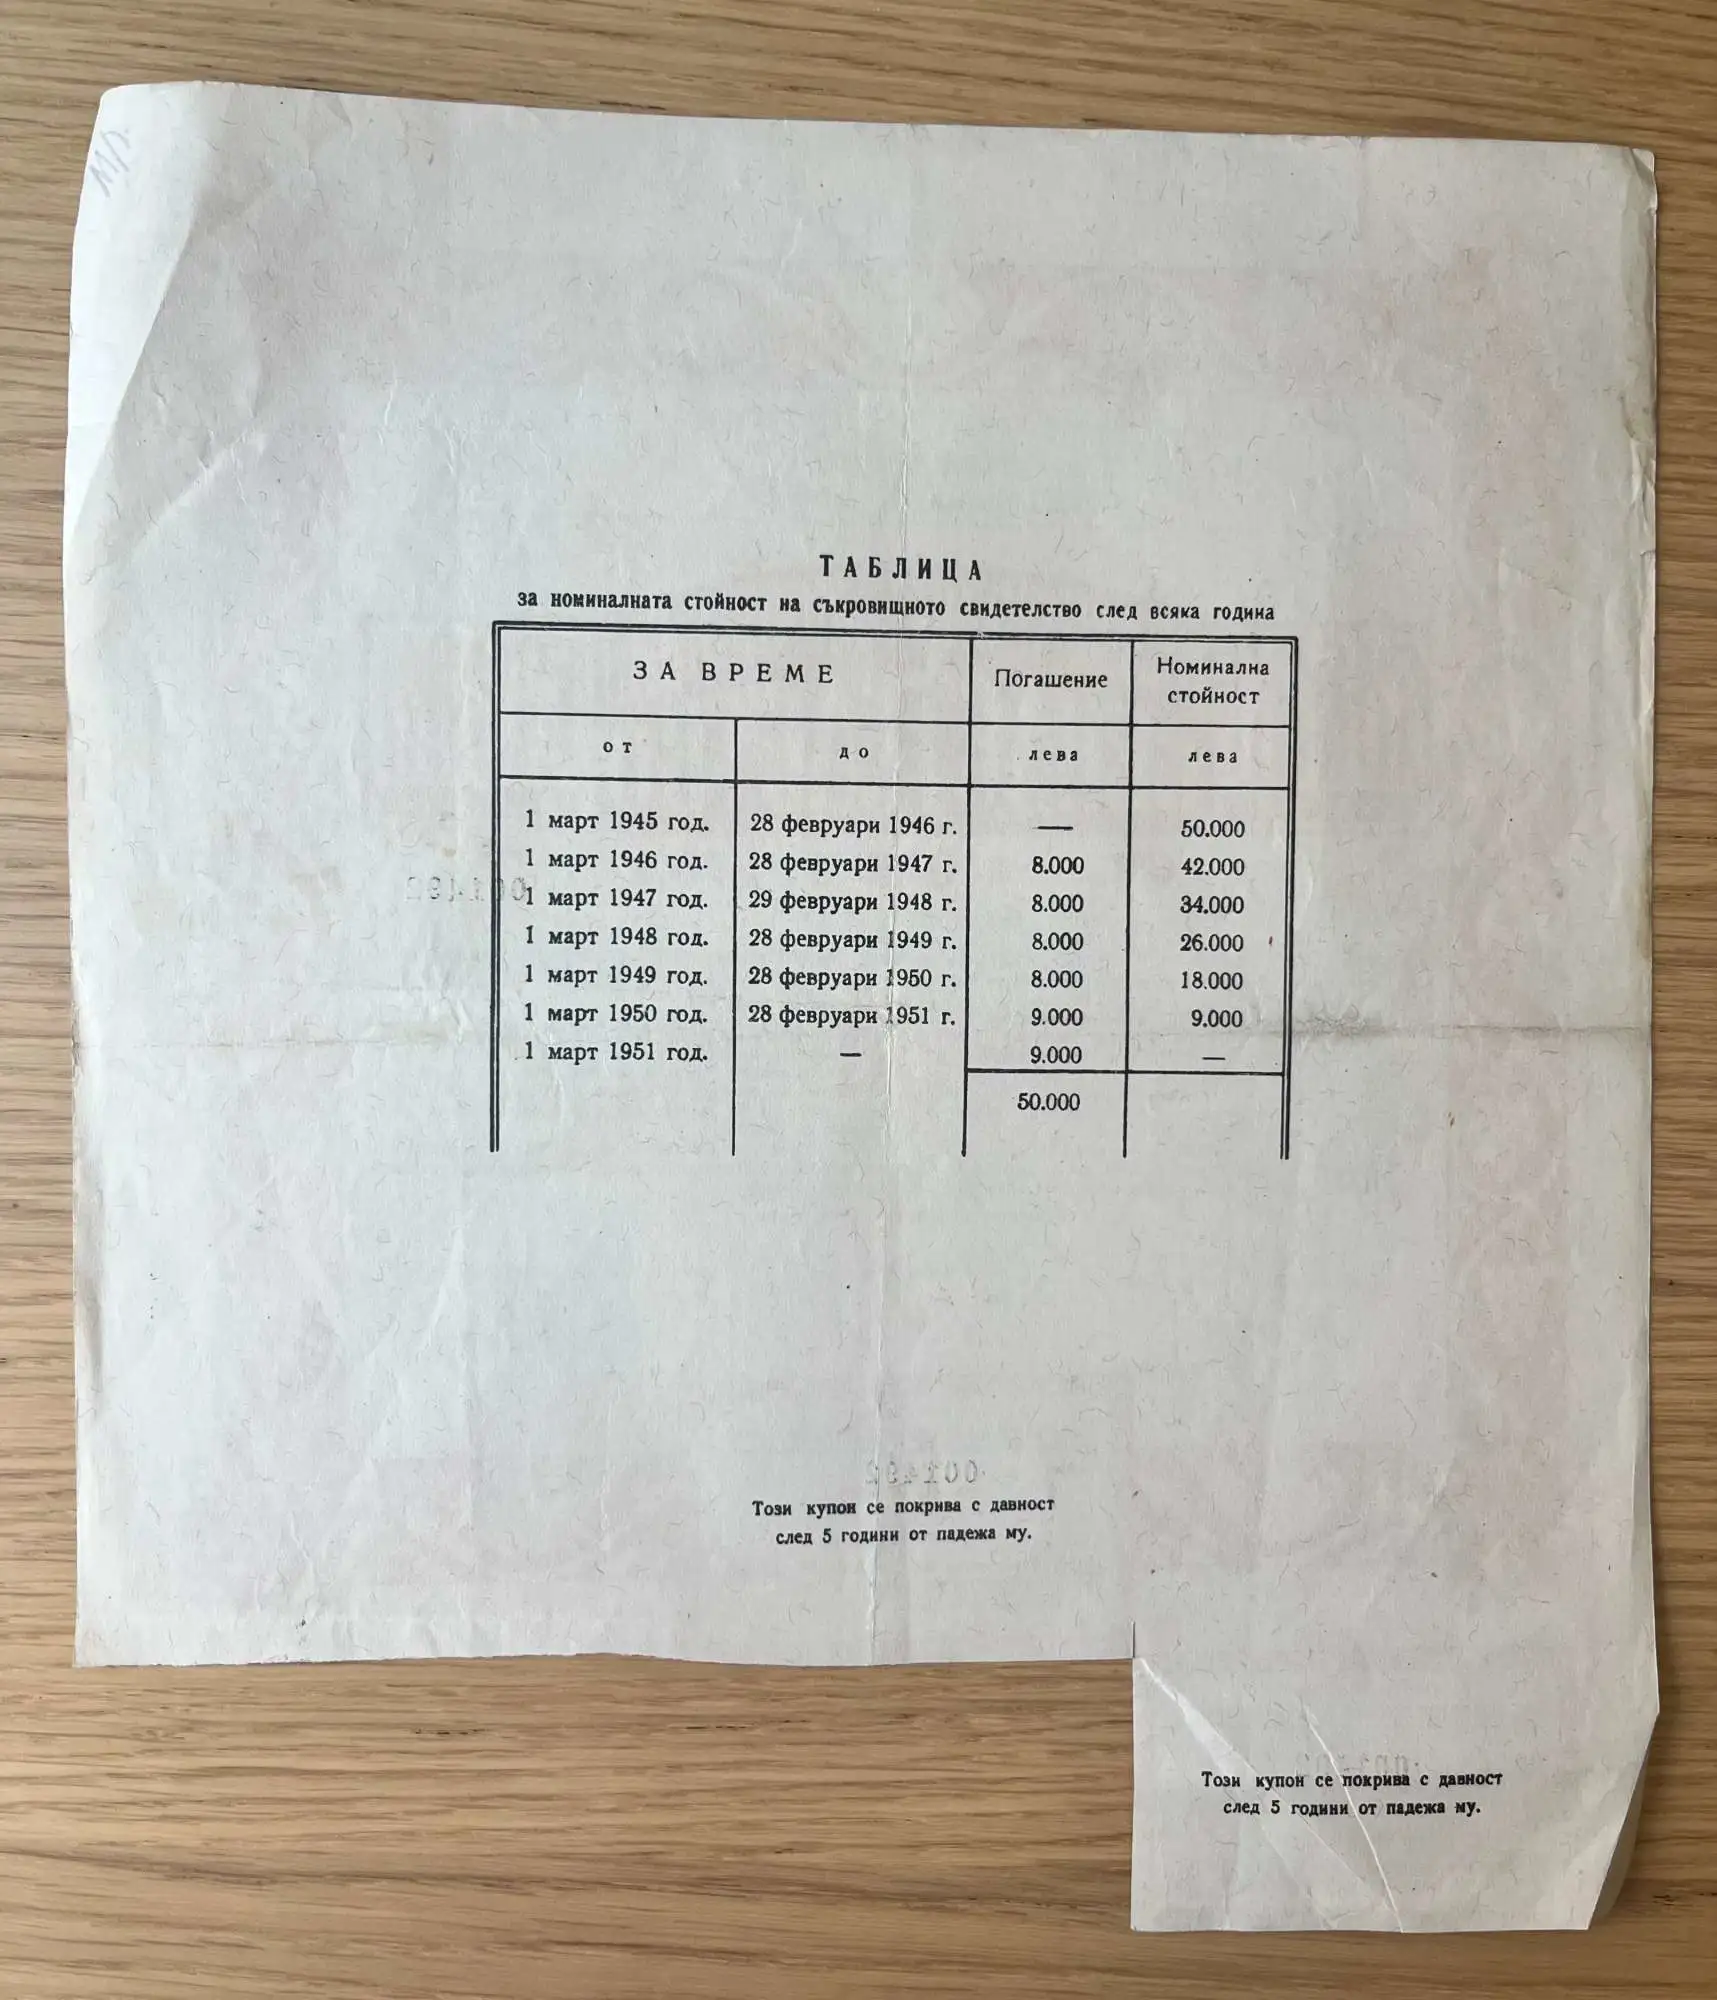 М/П.
ТАБЛИЦА
за номиналната стойност на съкровищното свидетелство след всяка година
ЗА ВРЕМЕ Погашение Номинална стойност
от до лева лева
1 март 1945 год. 28 февруари 1946 г. — 50.000
1 март 1946 год. 28 февруари 1947 г. 8.000 42.000
1 март 1947 год. 29 февруари 1948 г. 8.000 34.000
1 март 1948 год. 28 февруари 1949 г. 8.000 26.000
1 март 1949 год. 28 февруари 1950 г. 8.000 18.000
1 март 1950 год. 28 февруари 1951 г. 9.000 9.000
1 март 1951 год. — 9.000 —
50.000
001492
001492
Този купон се покрива с давност
след 5 години от падежа му.
Този купон се покрива с давност
след 5 години от падежа му.